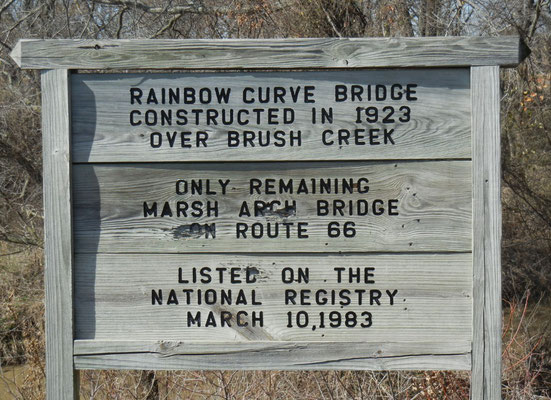 RAINBOW CURVE BRIDGE
CONSTRUCTED IN 1923
OVER BRUSH CREEK
ONLY REMAINING
MARSH ARCH BRIDGE
ON ROUTE 66
LISTED ON THE
NATIONAL REGISTRY
MARCH 10,1983